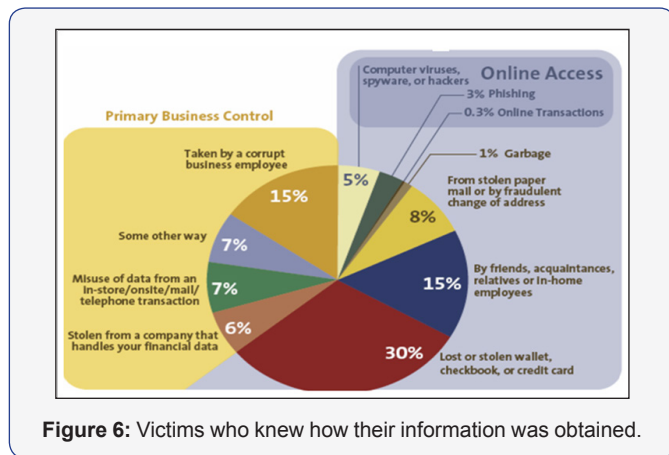 Computer viruses,
spyware, or hackers
Online Access
3% Phishing
0.3% Online Transactions
Primary Business Control
1% Garbage
Taken by a corrupt
business employee
From stolen paper
mail or by fraudulent
change of address
15%
5%
8%
Some other way
7%
By friends, acquaintances,
relatives or in-home
employees
15%
Misuse of data from an
in-store/onsite/mail/
telephone transaction
7%
Stolen from a company that
handles your financial data
6%
30%
Lost or stolen wallet,
checkbook, or credit card
Figure 6: Victims who knew how their information was obtained.